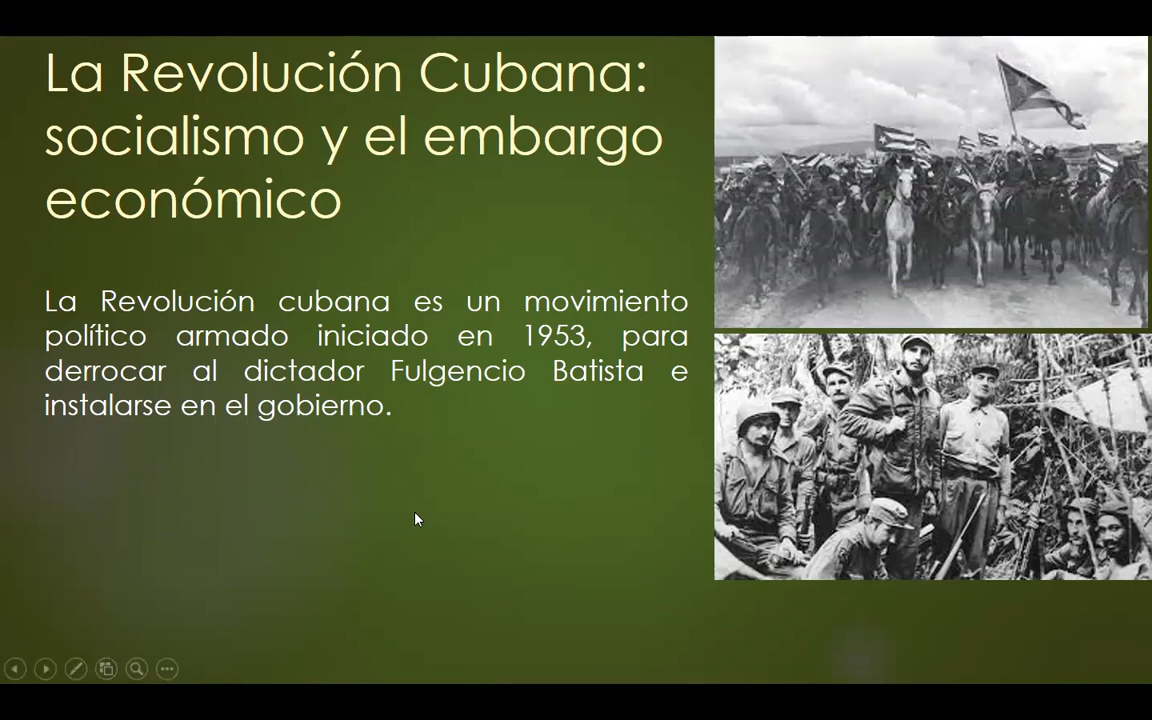 La Revolución Cubana:
socialismo y el embargo
económico
La Revolución cubana es un movimiento
político armado iniciado en 1953, para
derrocar al dictador Fulgencio Batista e
instalarse en el gobierno.